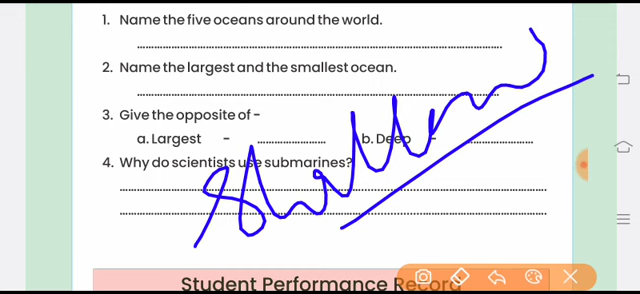 1. Name the five oceans around the world.
2. Name the largest and the smallest ocean.
3. Give the opposite of -
a. Largest - b. Deep -
4. Why do scientists use submarines?
Shallow
Student Performance Record